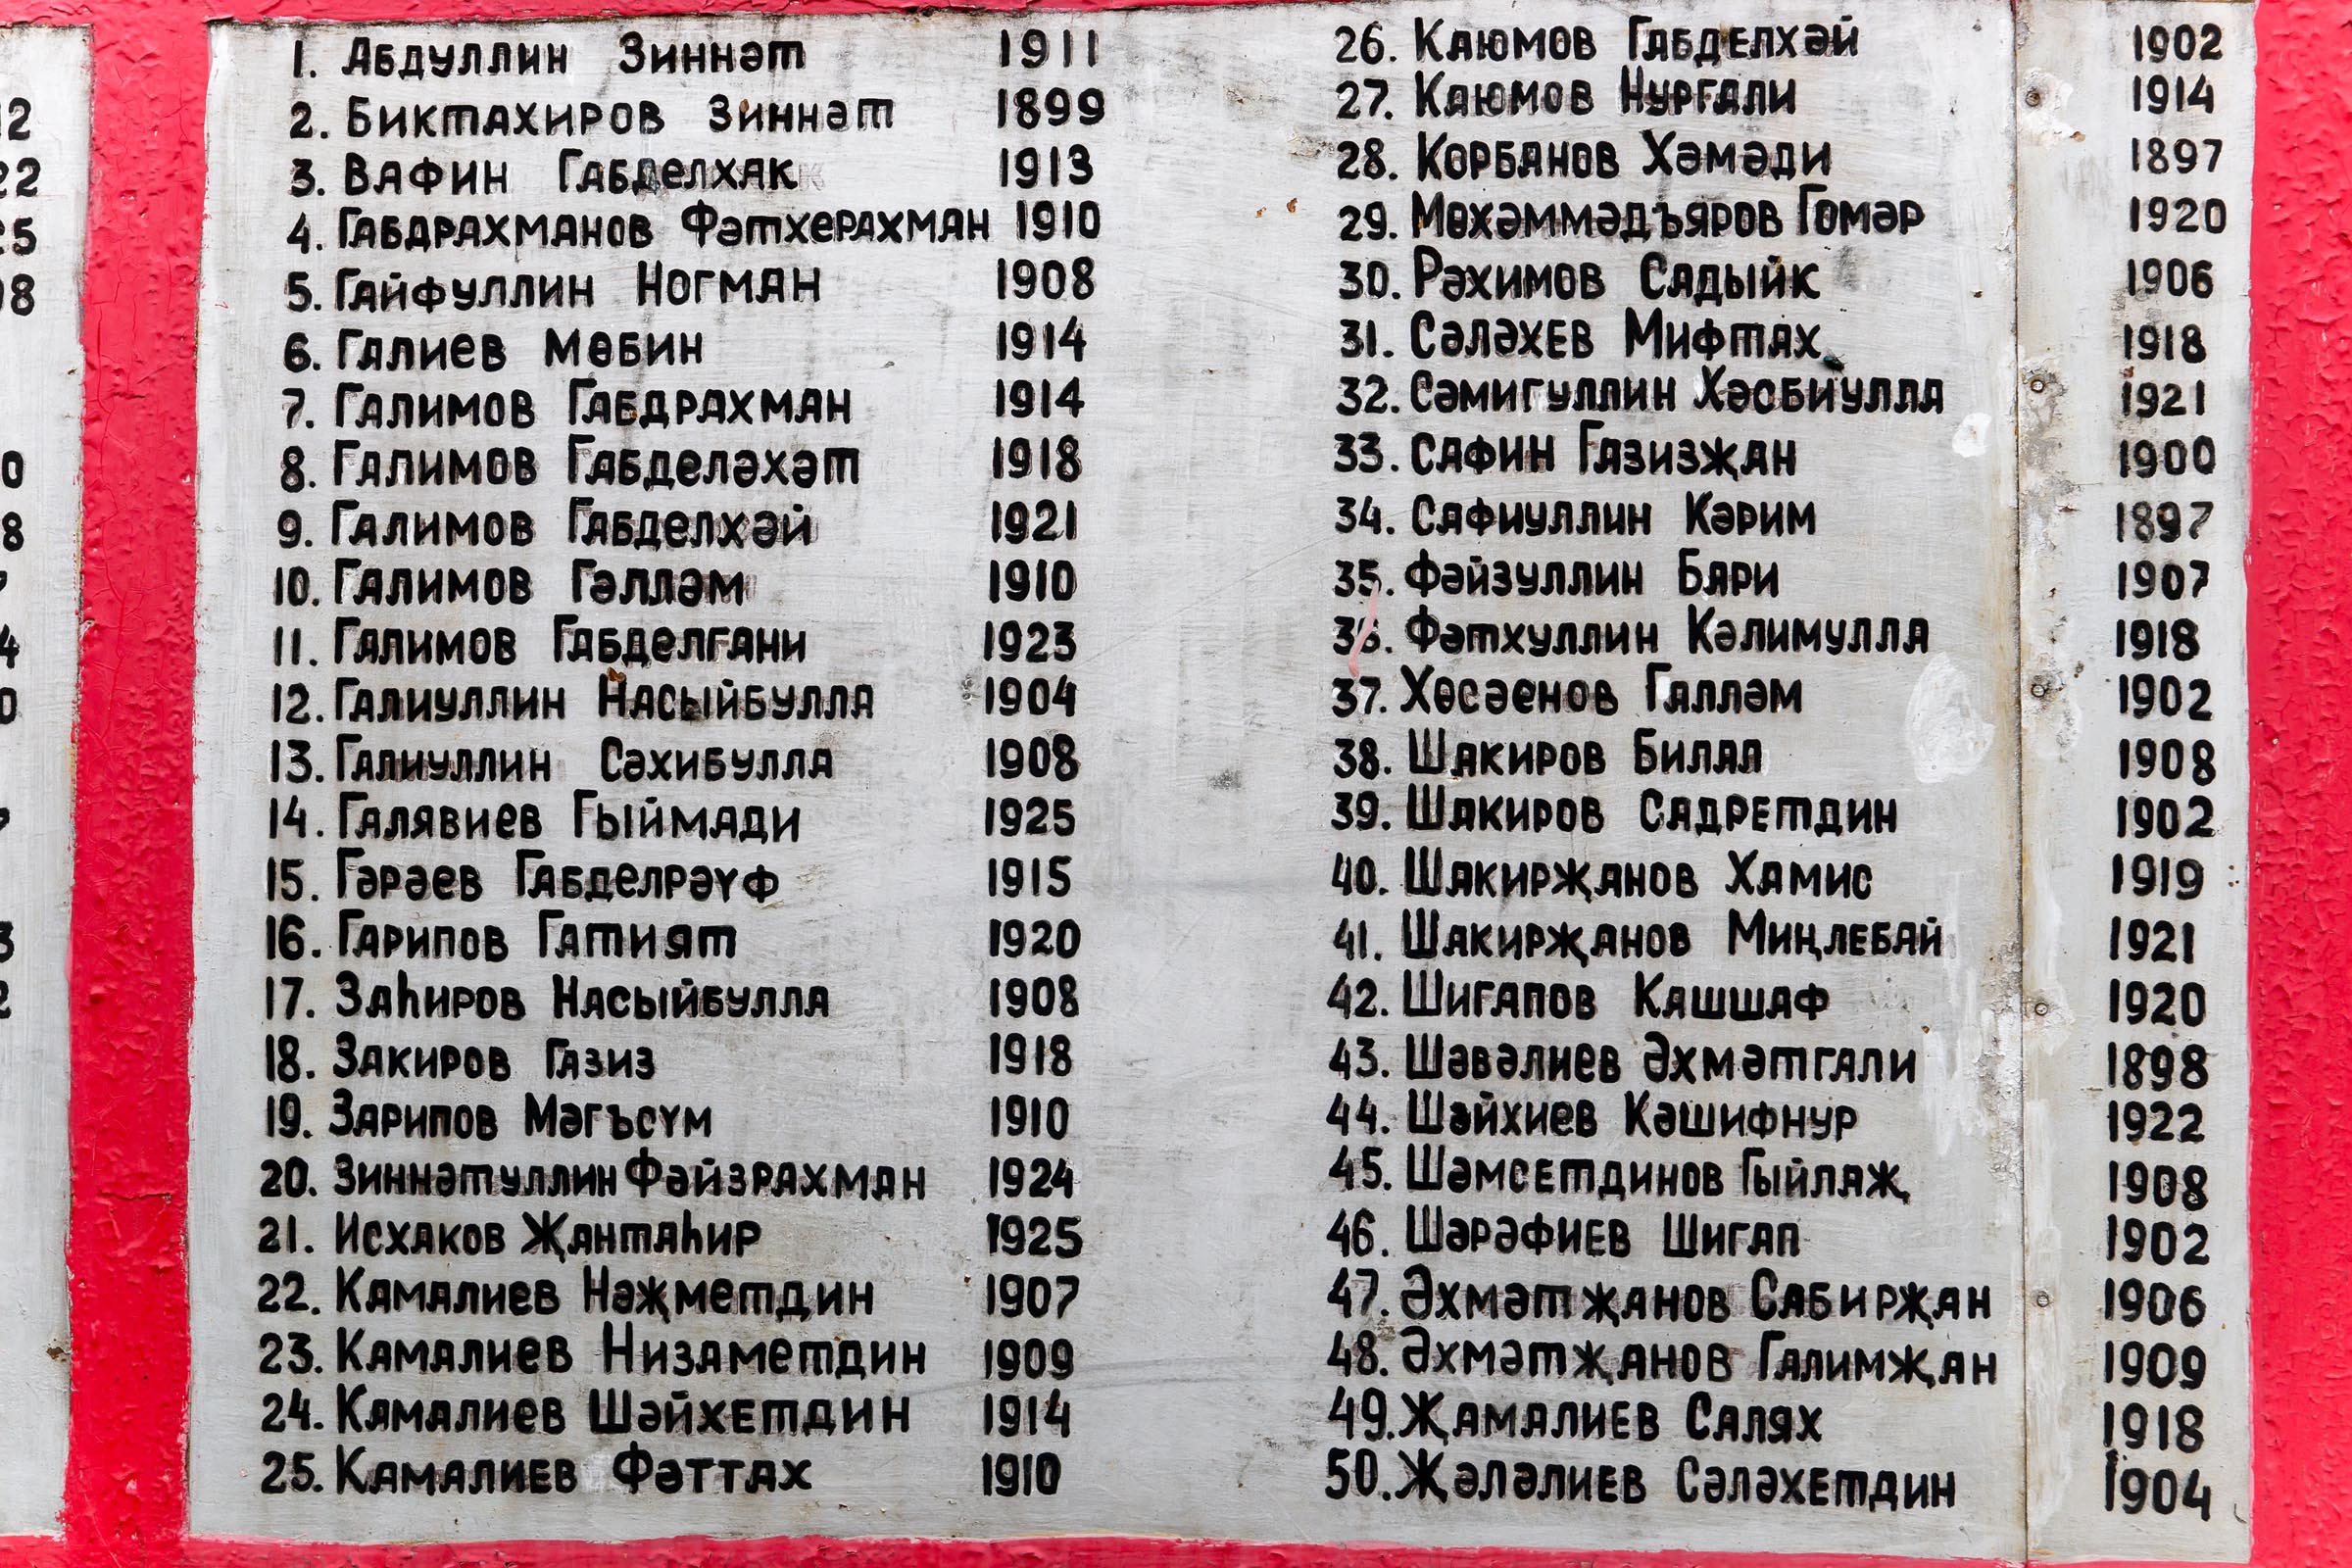 1. Абдуллин Зиннәт 1911
2. Биктахиров Зиннәт 1899
3. Вафин Габделхак 1913
4. Габдрахманов Фәтхерахман 1910
5. Гайфуллин Ногман 1908
6. Галиев Мөбин 1914
7. Галимов Габдрахман 1914
8. Галимов Габделәхәт 1918
9. Галимов Габделхәй 1921
10. Галимов Гәлләм 1910
11. Галимов Габделгани 1923
12. Галиуллин Насыйбулла 1904
13. Галиуллин Сәхибулла 1908
14. Галявиев Гыймади 1925
15. Гәрәев Габделрәүф 1915
16. Гарипов Гатият 1920
17. Заһиров Насыйбулла 1908
18. Закиров Газиз 1918
19. Зарипов Мәгъсүм 1910
20. Зиннәтуллин Фәйзрахман 1924
21. Исхаков Җантаһир 1925
22. Камалиев Нәҗметдин 1907
23. Камалиев Низаметдин 1909
24. Камалиев Шәйхетдин 1914
25. Камалиев Фәттах 1910
26. Каюмов Габделхәй 1902
27. Каюмов Нургали 1914
28. Корбанов Хәмәди 1897
29. Мөхәммәдъяров Гомәр 1920
30. Рәхимов Садыйк 1906
31. Сәләхев Мифтах 1918
32. Сәмигуллин Хәсбиулла 1921
33. Сафин Газизҗан 1900
34. Сафиуллин Кәрим 1897
35. Фәйзуллин Бари 1907
36. Фәтхуллин Кәлимулла 1918
37. Хөсәенов Галләм 1902
38. Шакиров Билал 1908
39. Шакиров Садретдин 1902
40. Шакирҗанов Хамис 1919
41. Шакирҗанов Миңлебай 1921
42. Шигапов Кашшаф 1920
43. Шәвәлиев Әхмәтгали 1898
44. Шәйхиев Кәшифнур 1922
45. Шәмсетдинов Гыйлаҗ 1908
46. Шәрәфиев Шигап 1902
47. Әхмәтҗанов Сабирҗан 1906
48. Әхмәтҗанов Галимҗан 1909
49. Җамалиев Салях 1918
50. Җәләлиев Сәләхетдин 1904